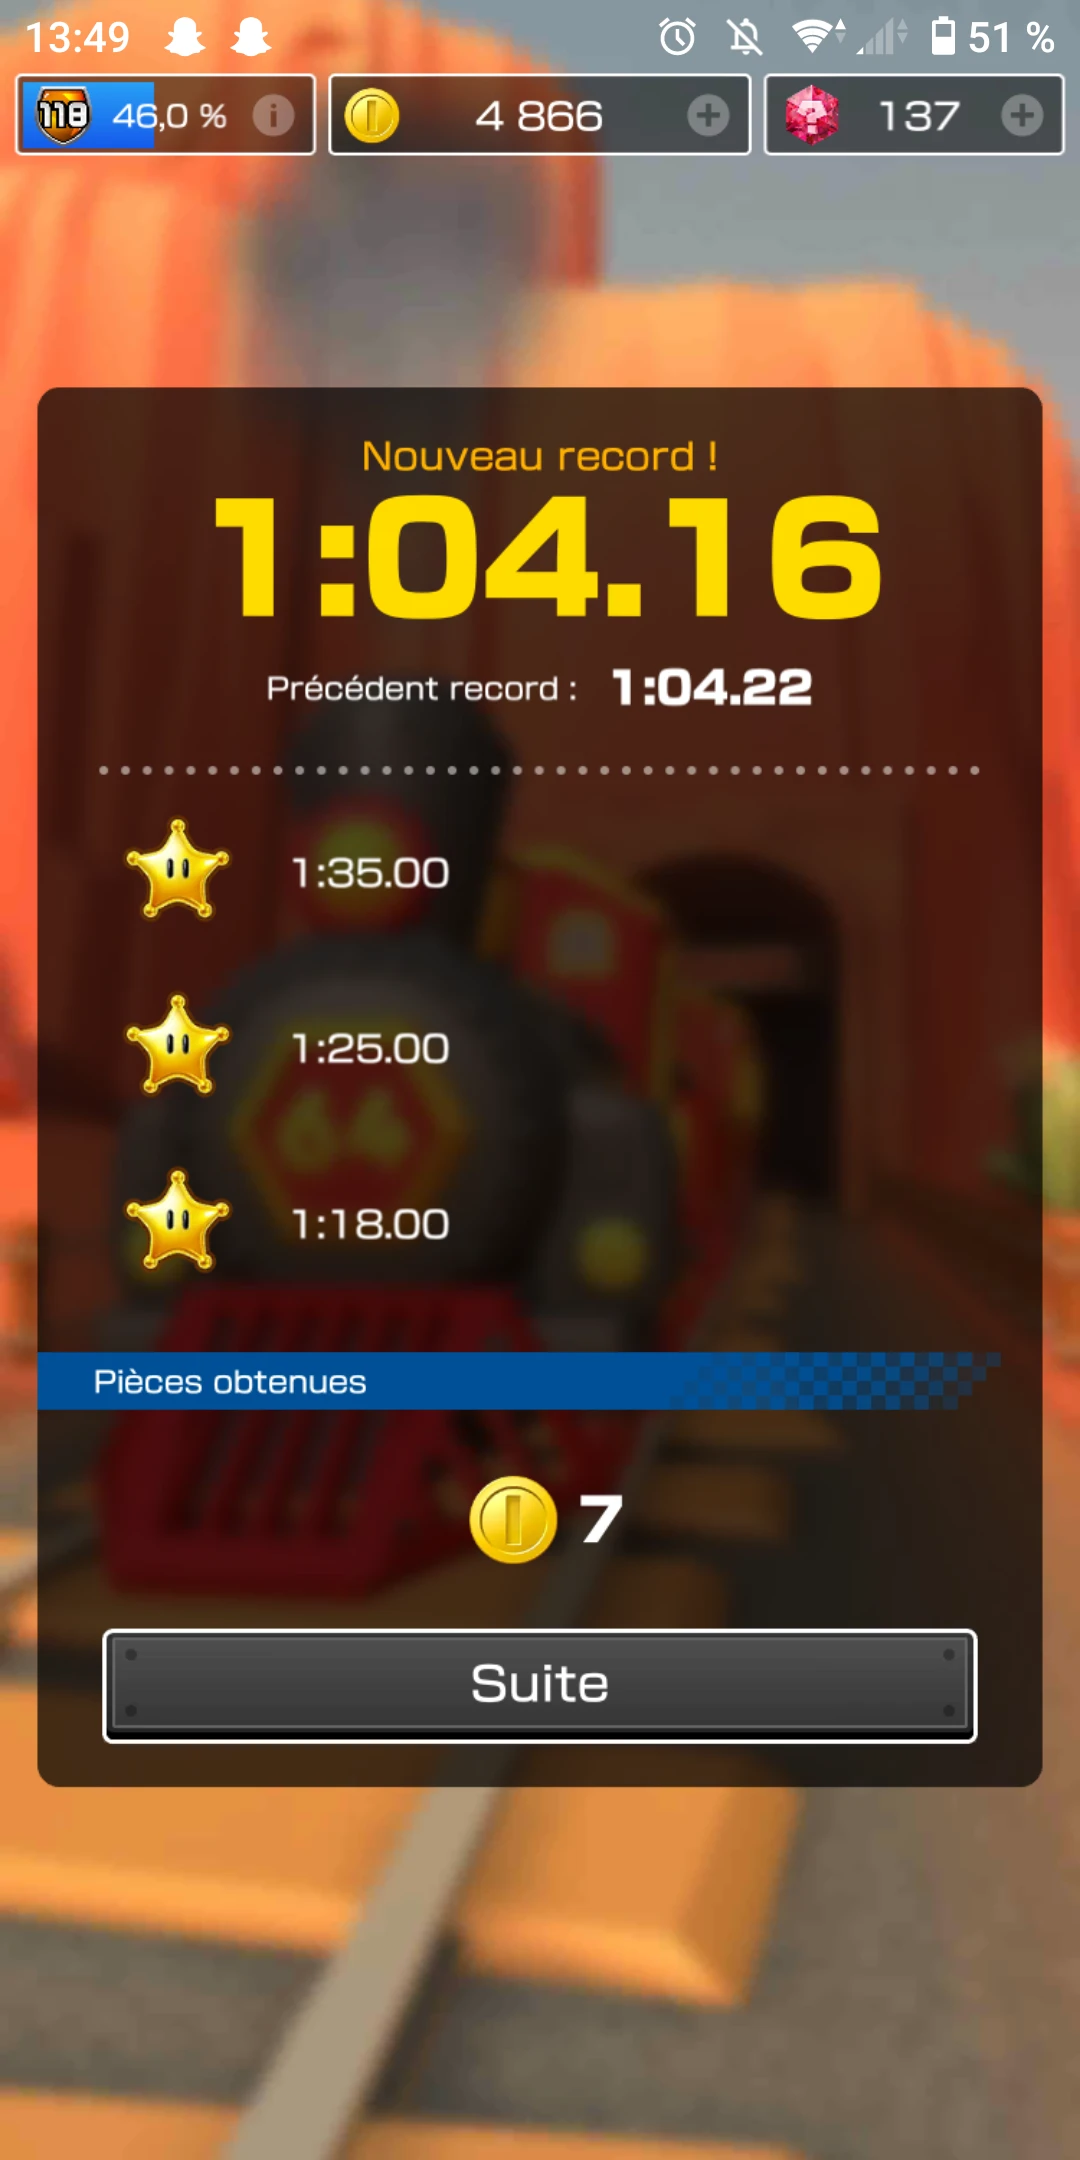 13:49 51 %
118 46,0 % i 4 866 + 137 +
Nouveau record !
1:04.16
Précédent record : 1:04.22
1:35.00
1:25.00
64
1:18.00
Pièces obtenues
7
Suite